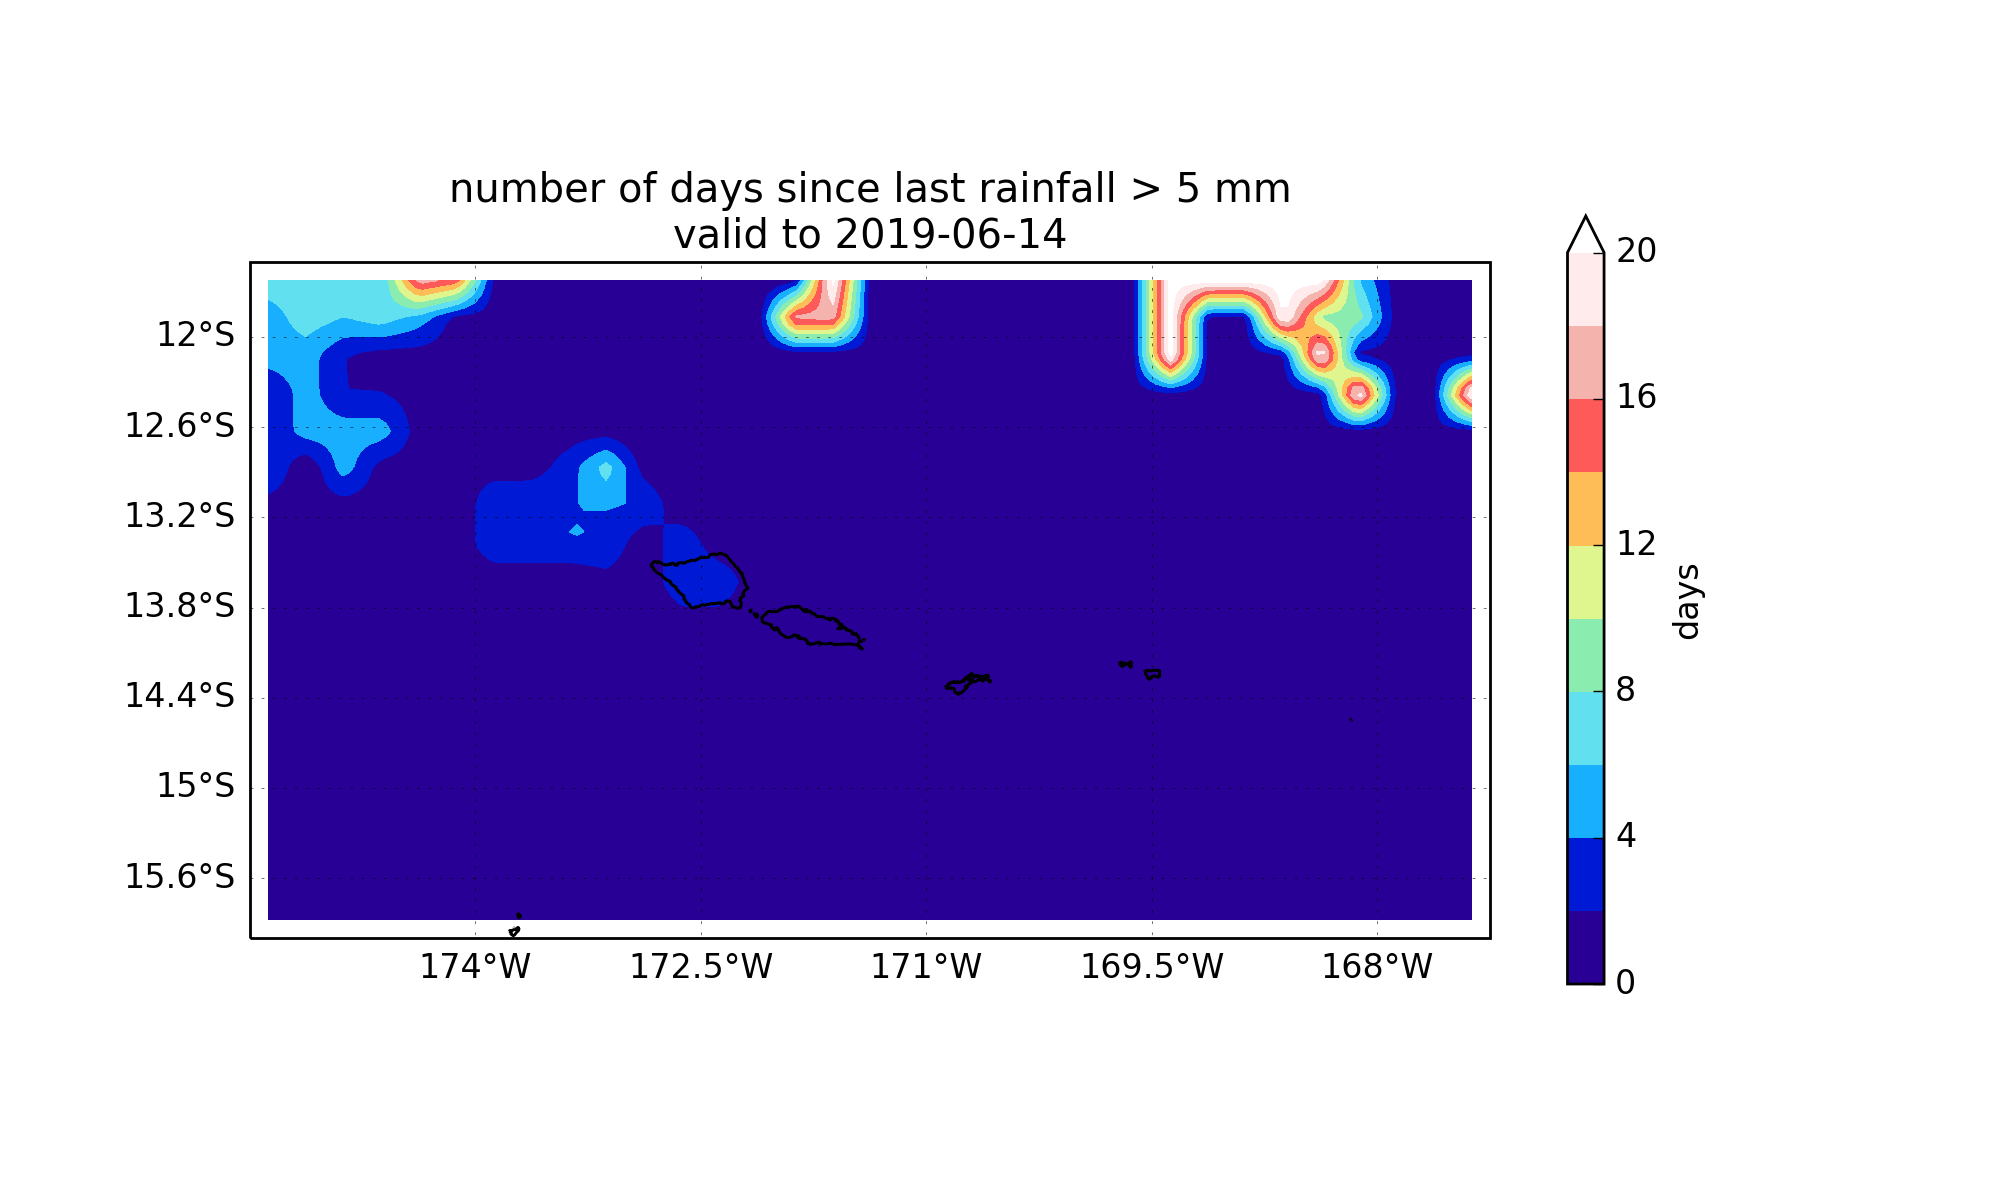 number of days since last rainfall > 5 mm
valid to 2019-06-14
12°S
12.6°S
13.2°S
13.8°S
14.4°S
15°S
15.6°S
174°W 172.5°W 171°W 169.5°W 168°W
20
16
12
8
4
0
days